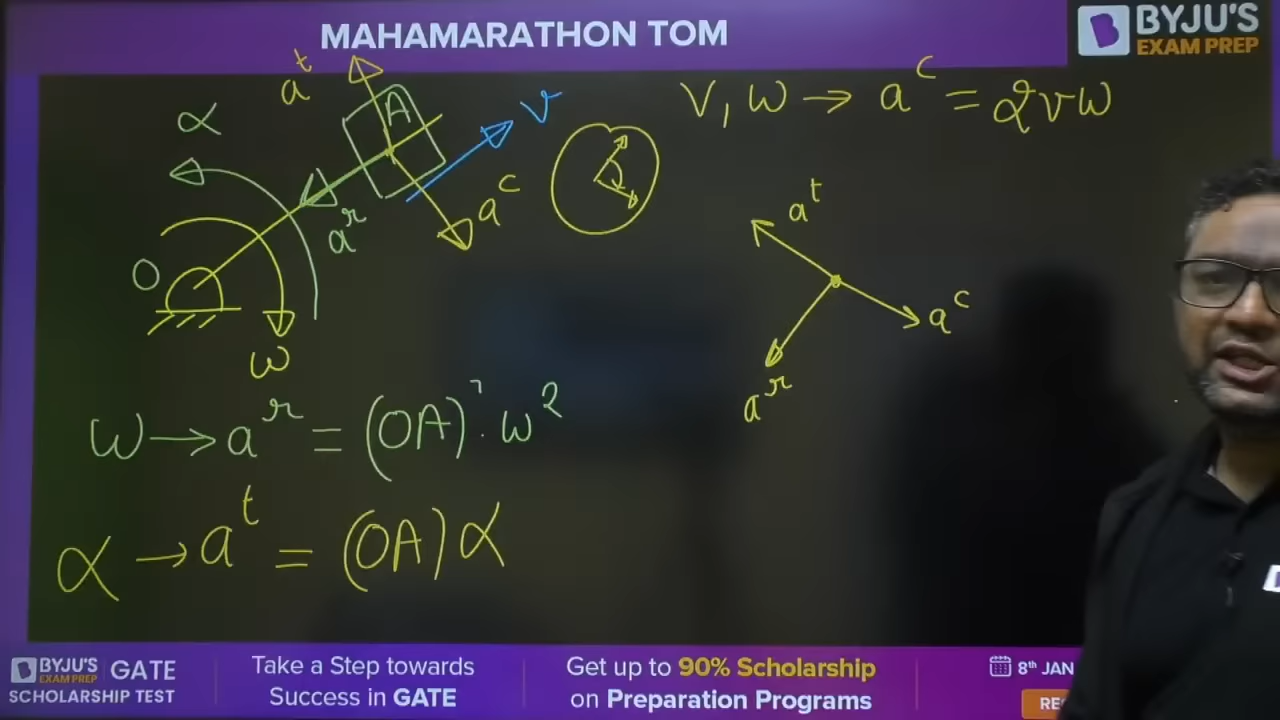 MAHAMARATHON TOM
BYJU'S
EXAM PREP
a^t
A
α
v
a^c
a^r
O
ω
v, ω → a^c = 2vω
a^t
a^c
a^r
ω → a^r = (OA) · ω²
α → a^t = (OA) α
BYJU'S
EXAM PREP
GATE
SCHOLARSHIP TEST
Take a Step towards
Success in GATE
Get up to 90% Scholarship
on Preparation Programs
8th JAN